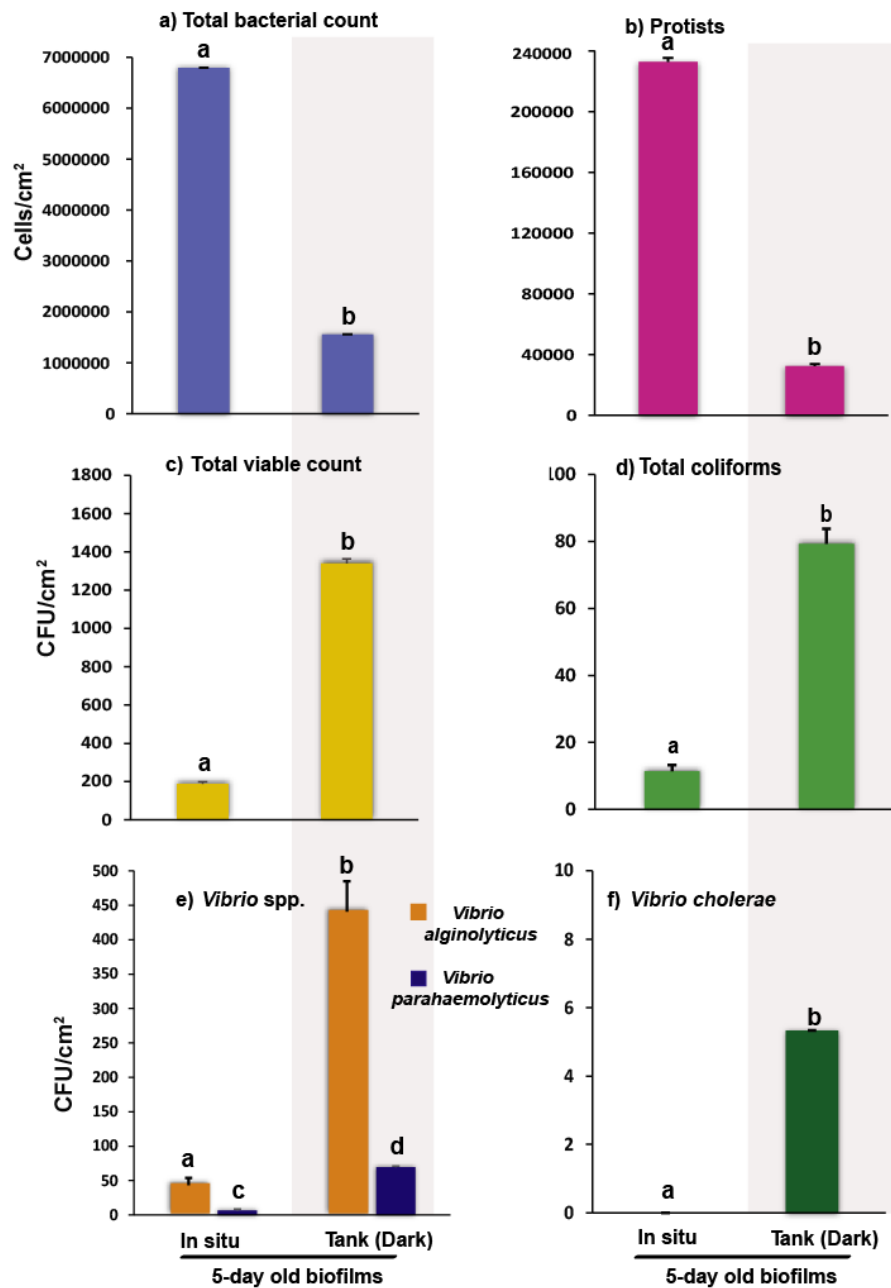 a) Total bacterial count
7000000
6000000
5000000
4000000
3000000
2000000
1000000
0
Cells/cm²
a
b
b) Protists
240000
200000
160000
120000
80000
40000
0
a
b
c) Total viable count
1800
1600
1400
1200
1000
800
600
400
200
0
CFU/cm²
a
b
d) Total coliforms
100
80
60
40
20
0
a
b
e) Vibrio spp.
500
450
400
350
300
250
200
150
100
50
0
CFU/cm²
a
c
b
d
Vibrio
alginolyticus
Vibrio
parahaemolyticus
In situ
Tank (Dark)
5-day old biofilms
f) Vibrio cholerae
10
8
6
4
2
0
a
b
In situ
Tank (Dark)
5-day old biofilms